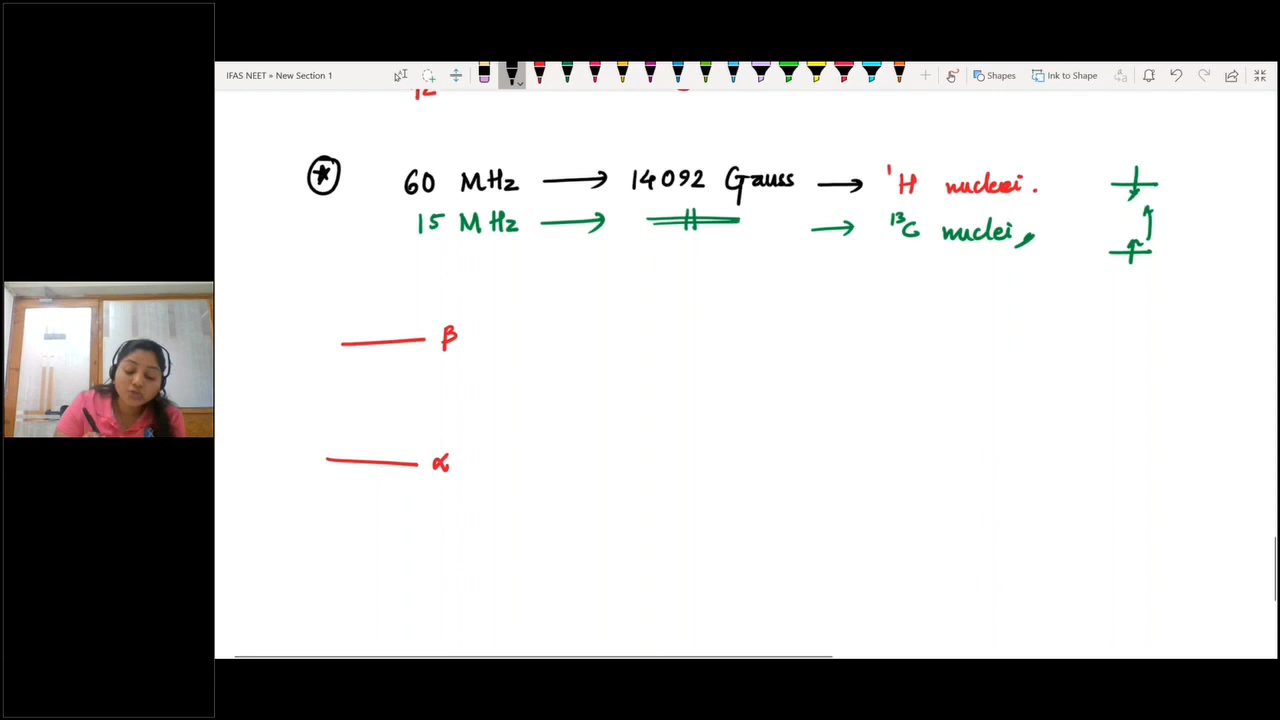 IFAS NEET » New Section 1
Shapes
Ink to Shape
12
60 MHz → 14092 Gauss → ¹H nuclei.
15 MHz → → ¹³C nuclei,
β
α